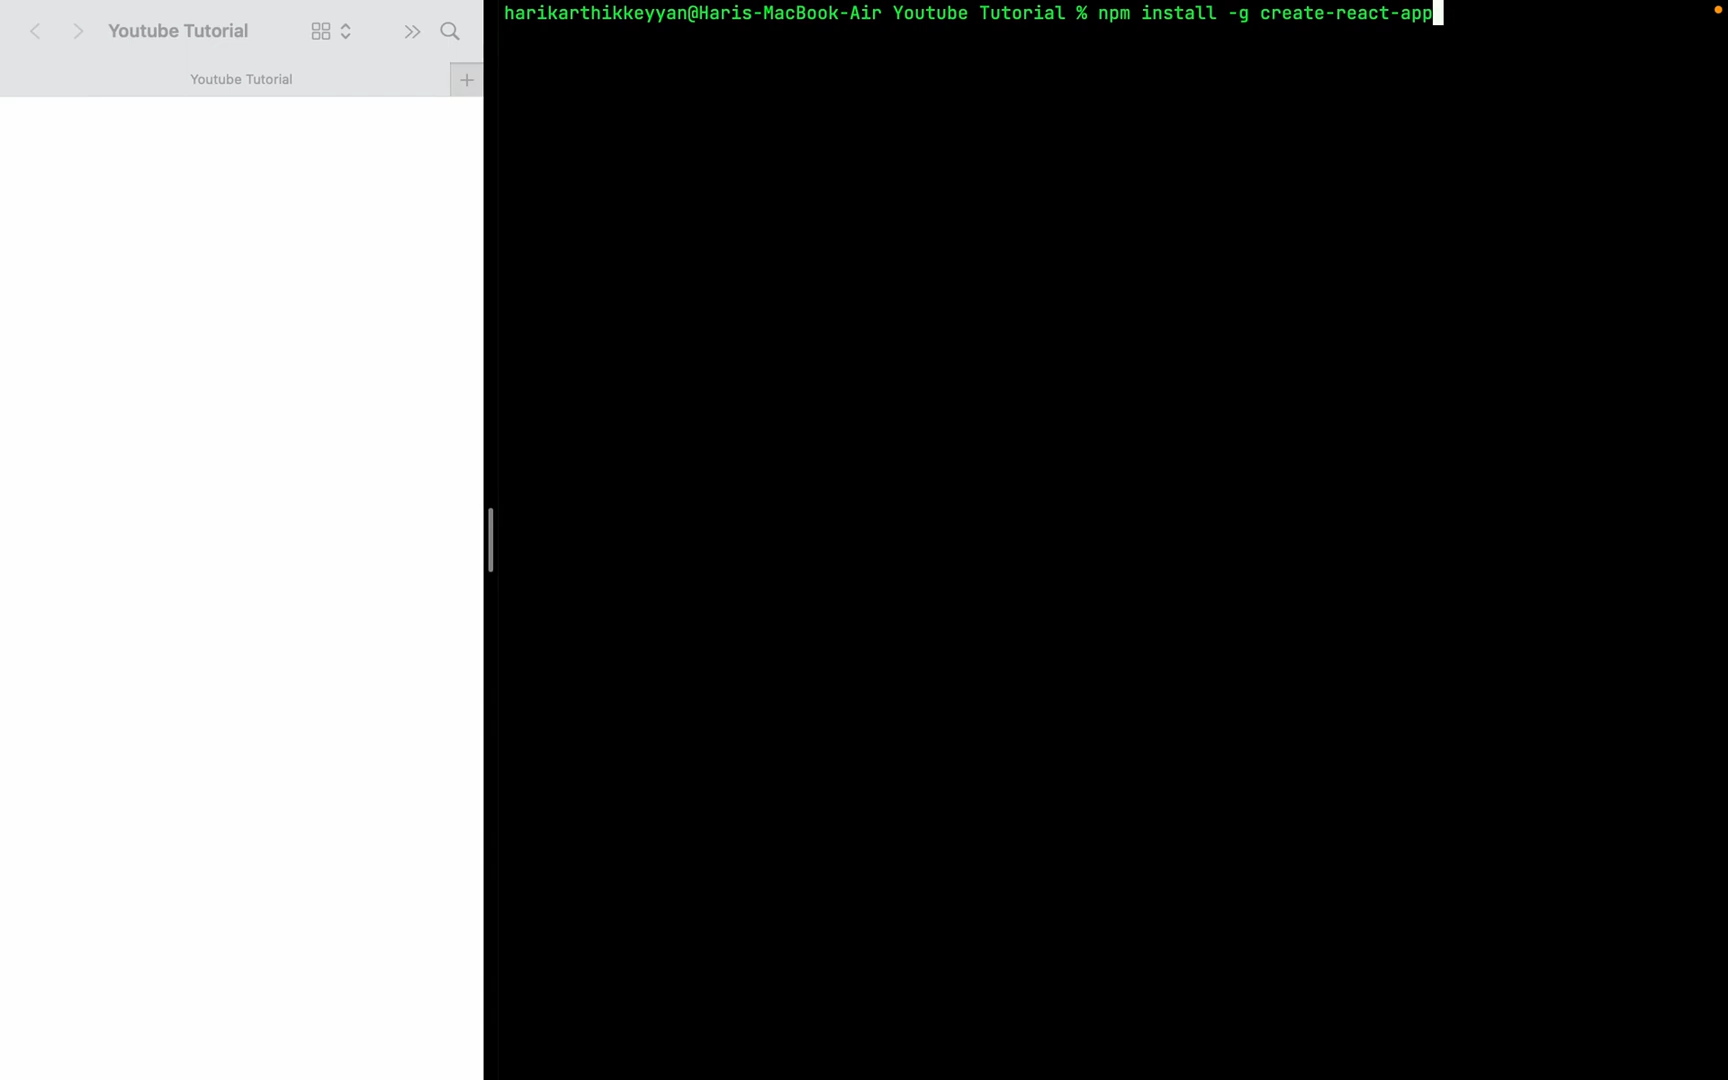 Youtube Tutorial
Youtube Tutorial
harikarthikkeyyan@Haris-MacBook-Air Youtube Tutorial % npm install -g create-react-app